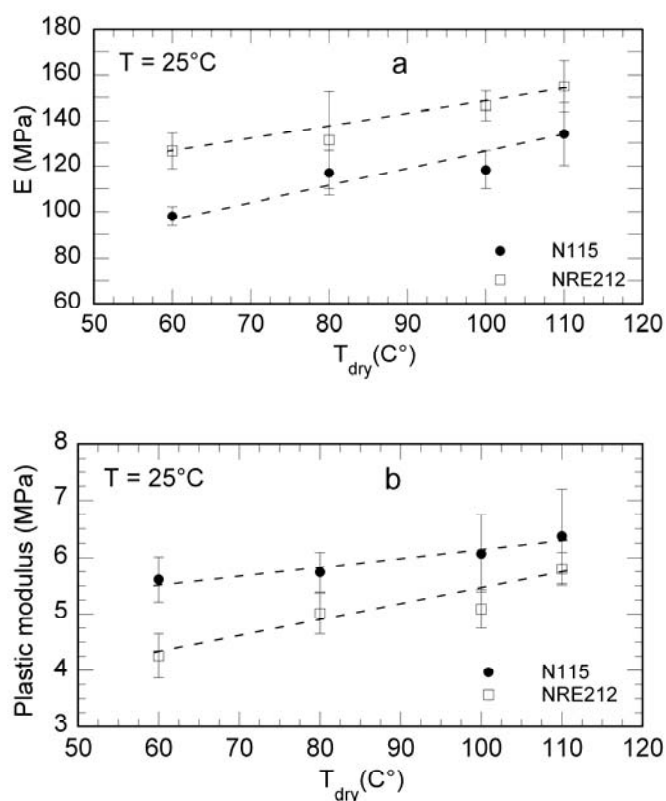 180
160
140
120
100
80
60
E (MPa)
T = 25°C
a
N115
NRE212
50 60 70 80 90 100 110 120
T_dry(C°)
8
7
6
5
4
3
Plastic modulus (MPa)
T = 25°C
b
N115
NRE212
50 60 70 80 90 100 110 120
T_dry(C°)